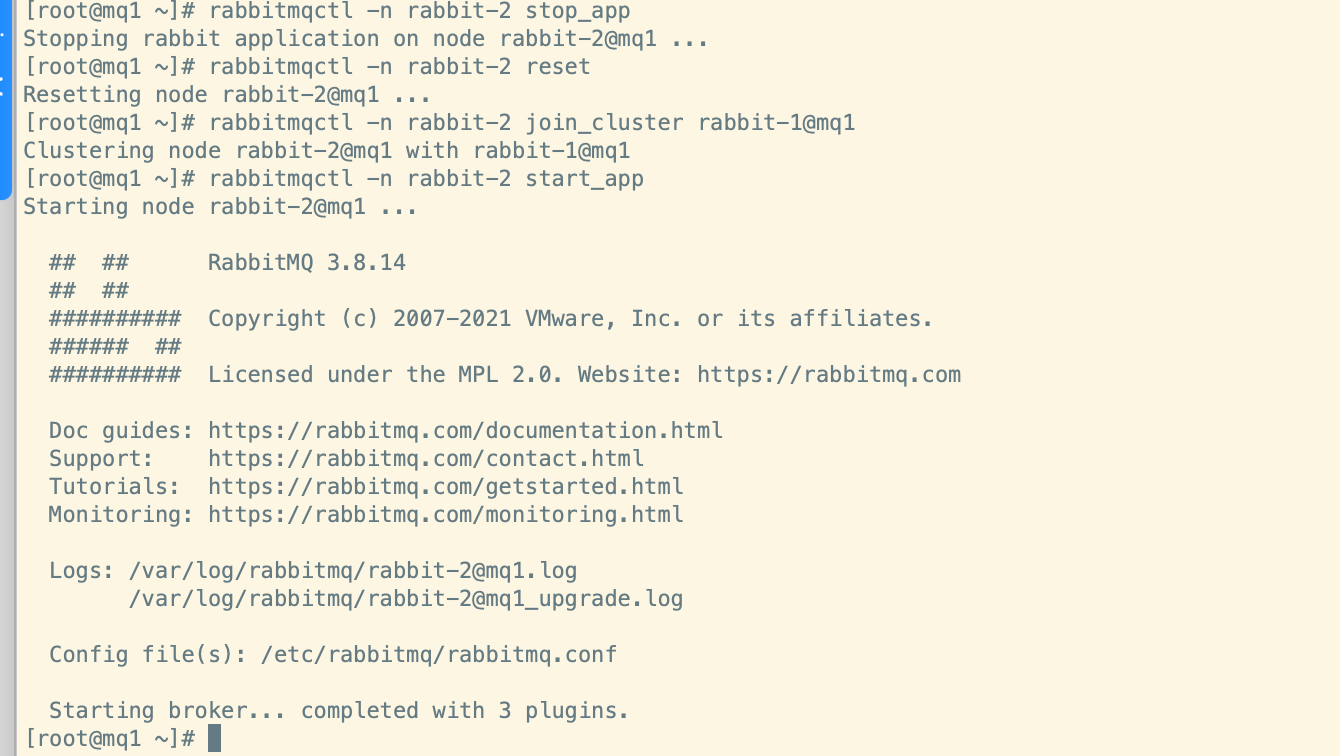 [root@mq1 ~]# rabbitmqctl -n rabbit-2 stop_app
Stopping rabbit application on node rabbit-2@mq1 ...
[root@mq1 ~]# rabbitmqctl -n rabbit-2 reset
Resetting node rabbit-2@mq1 ...
[root@mq1 ~]# rabbitmqctl -n rabbit-2 join_cluster rabbit-1@mq1
Clustering node rabbit-2@mq1 with rabbit-1@mq1
[root@mq1 ~]# rabbitmqctl -n rabbit-2 start_app
Starting node rabbit-2@mq1 ...
  ##  ##      RabbitMQ 3.8.14
  ##  ##
  ##########  Copyright (c) 2007-2021 VMware, Inc. or its affiliates.
  ######  ##
  ##########  Licensed under the MPL 2.0. Website: https://rabbitmq.com
  Doc guides: https://rabbitmq.com/documentation.html
  Support:    https://rabbitmq.com/contact.html
  Tutorials:  https://rabbitmq.com/getstarted.html
  Monitoring: https://rabbitmq.com/monitoring.html
  Logs: /var/log/rabbitmq/rabbit-2@mq1.log
        /var/log/rabbitmq/rabbit-2@mq1_upgrade.log
  Config file(s): /etc/rabbitmq/rabbitmq.conf
  Starting broker... completed with 3 plugins.
[root@mq1 ~]#